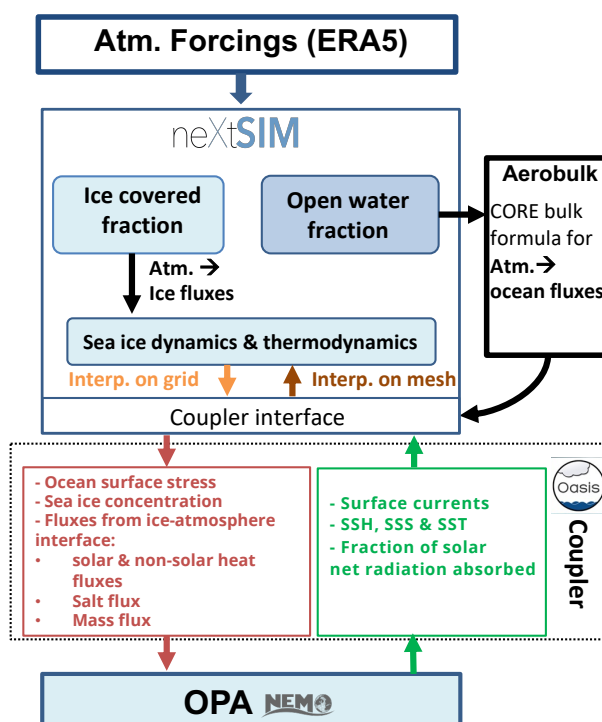 Atm. Forcings (ERA5)
neXtSIM
Ice covered
fraction
Open water
fraction
Aerobulk
CORE bulk
formula for
Atm.→
ocean fluxes
Atm. →
Ice fluxes
Sea ice dynamics & thermodynamics
Interp. on grid
Interp. on mesh
Coupler interface
- Ocean surface stress
- Sea ice concentration
- Fluxes from ice-atmosphere
interface:
• solar & non-solar heat
fluxes
• Salt flux
• Mass flux
- Surface currents
- SSH, SSS & SST
- Fraction of solar
net radiation absorbed
Oasis
Coupler
OPA NEMO